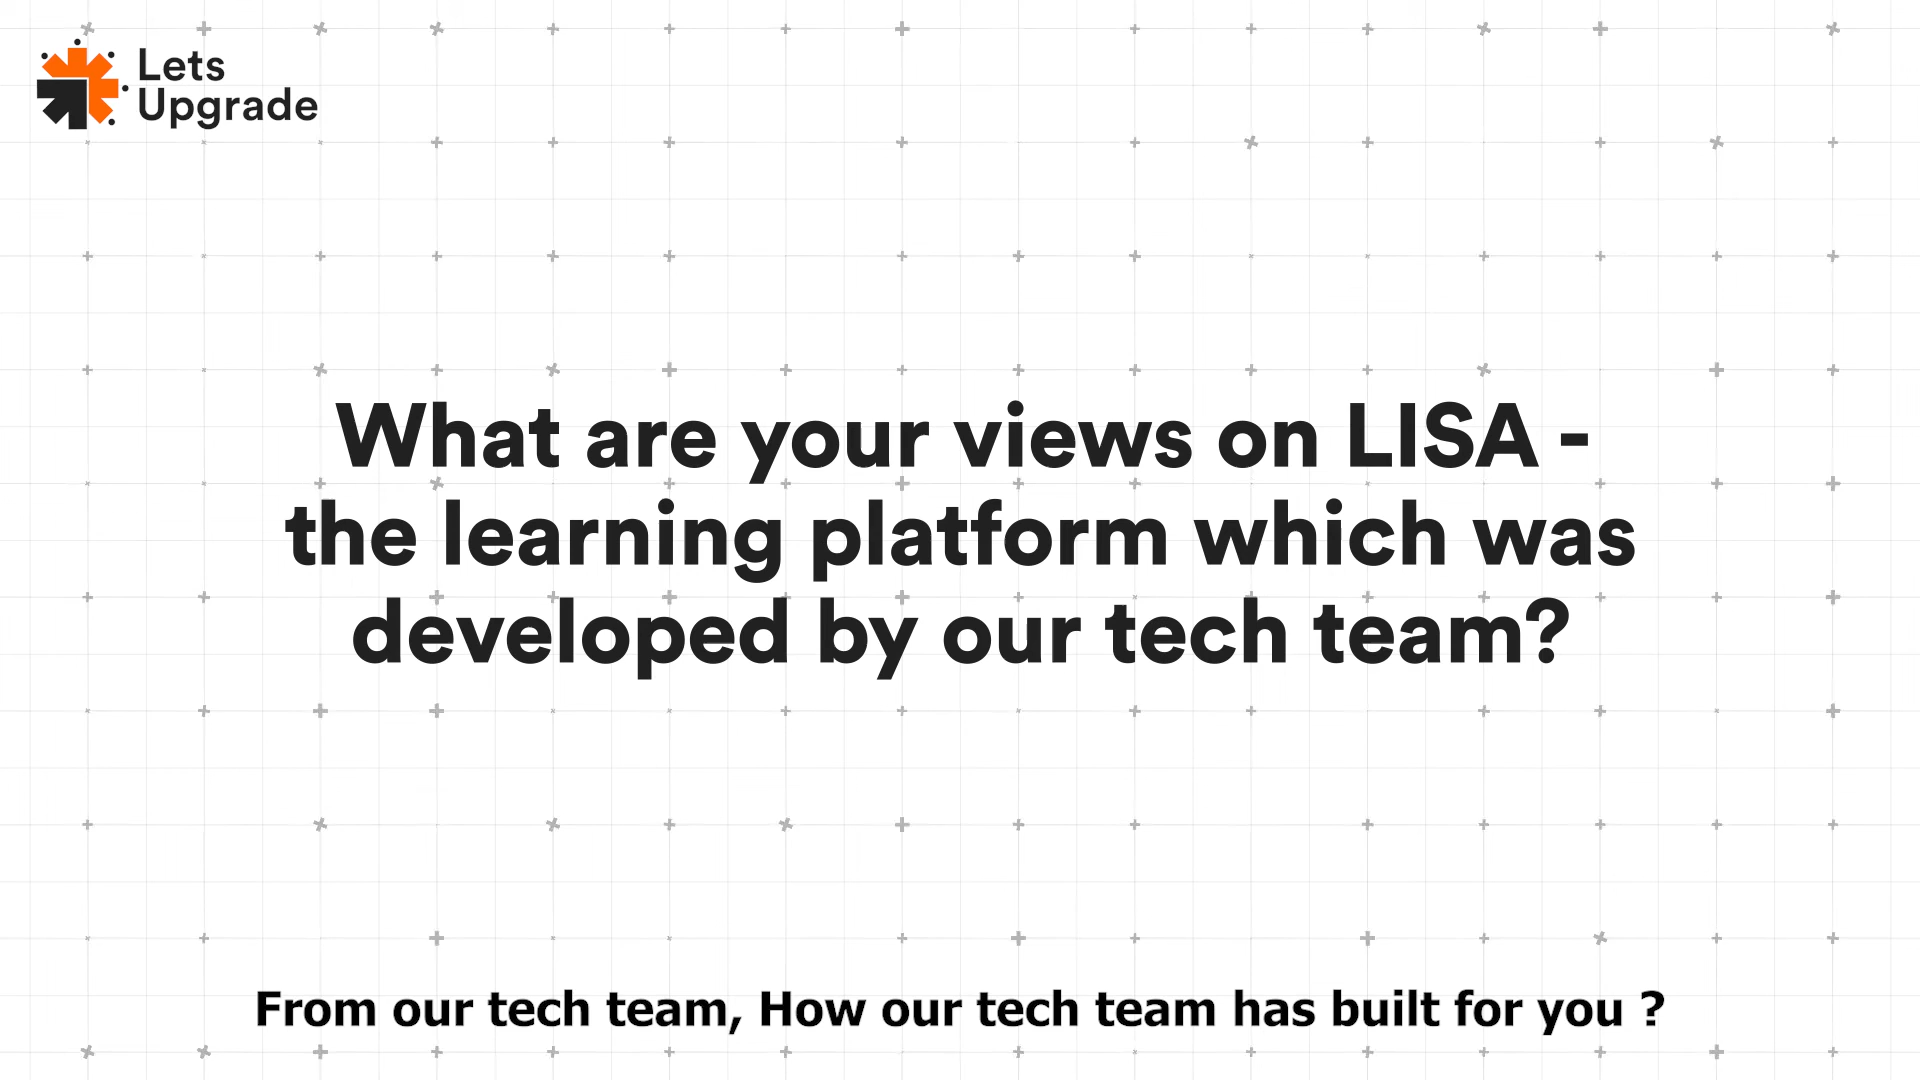 Lets
Upgrade
What are your views on LISA -
the learning platform which was
developed by our tech team?
From our tech team, How our tech team has built for you ?